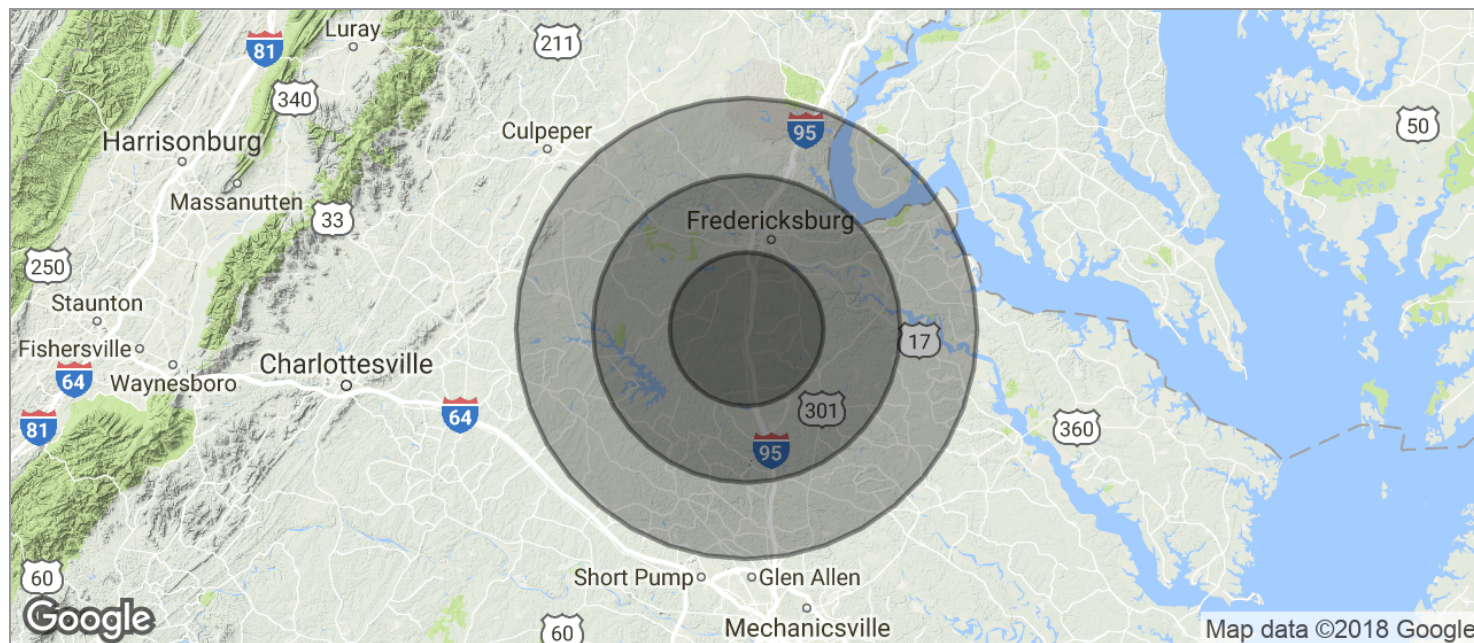 Luray
81
211
340
50
Culpeper
95
Harrisonburg
Massanutten
33
Fredericksburg
250
Staunton
17
Fishersville
Charlottesville
64
Waynesboro
301
64
81
360
95
60
Short Pump
Glen Allen
Google
60
Mechanicsville
Map data ©2018 Google